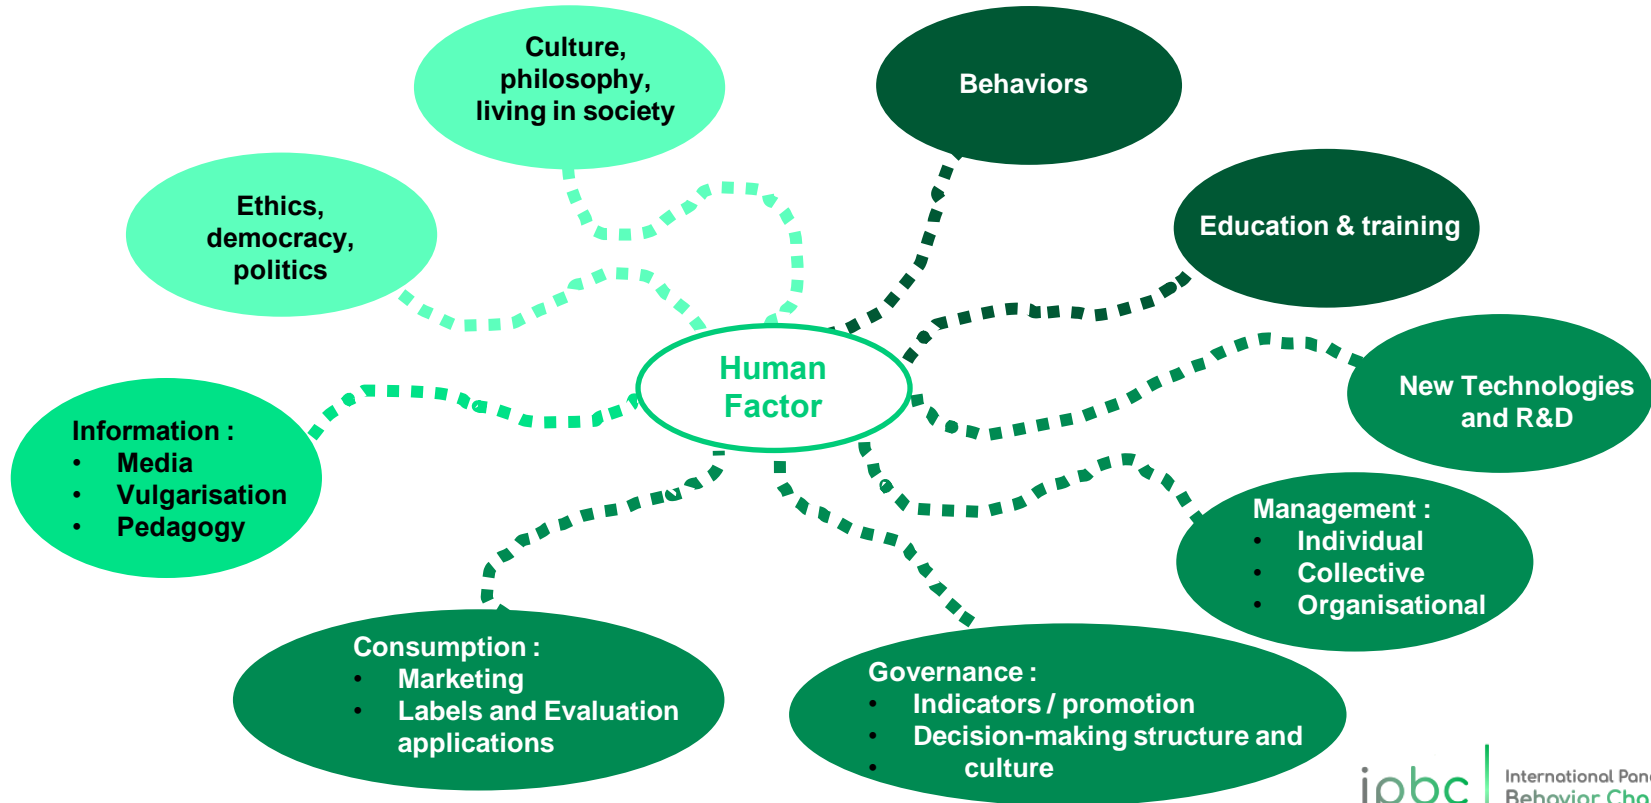 Culture,
philosophy,
living in society
Behaviors
Ethics,
democracy,
politics
Education & training
Human
Factor
New Technologies
and R&D
Information :
• Media
• Vulgarisation
• Pedagogy
Management :
• Individual
• Collective
• Organisational
Consumption :
• Marketing
• Labels and Evaluation
applications
Governance :
• Indicators / promotion
• Decision-making structure and
• culture
ipbc
International
Behavior